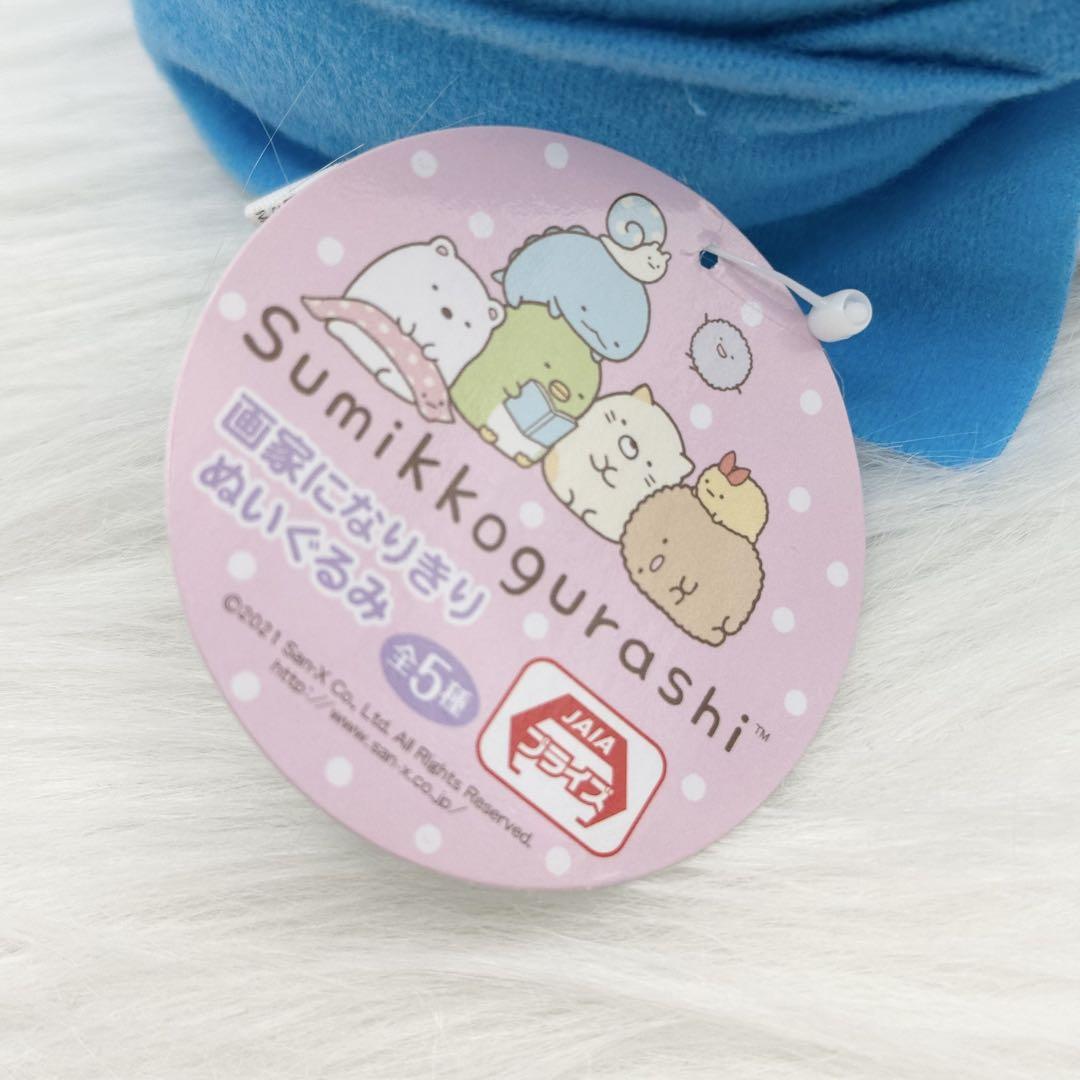 Sumikkogurashi™
画家になりきり
ぬいぐるみ
全5種
©2021 San-X Co., Ltd. All Rights Reserved.
http://www.san-x.co.jp/
JAIA
プライズ